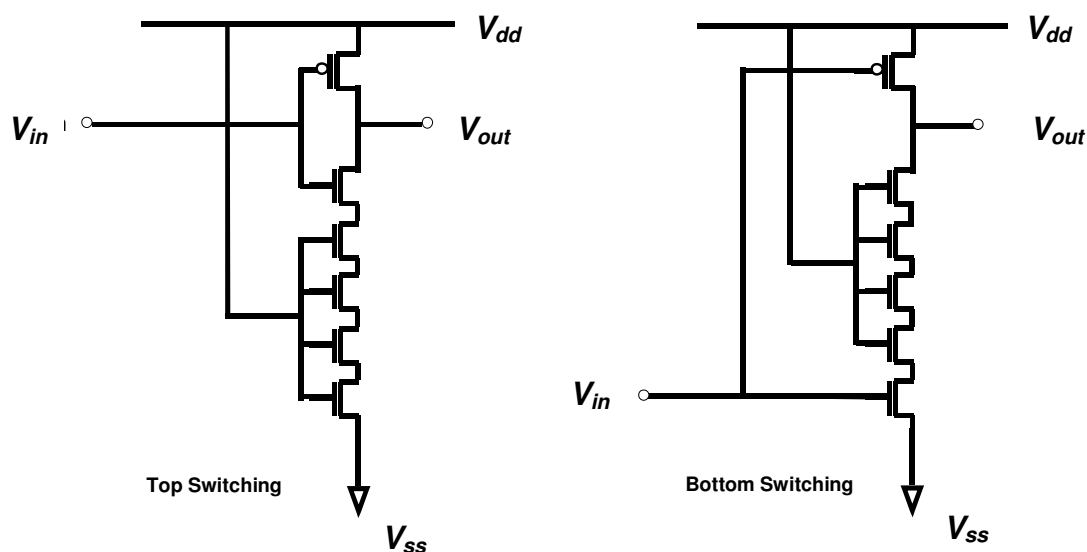 V_dd
V_in
V_out
Top Switching
V_ss
V_dd
V_out
V_in
Bottom Switching
V_ss